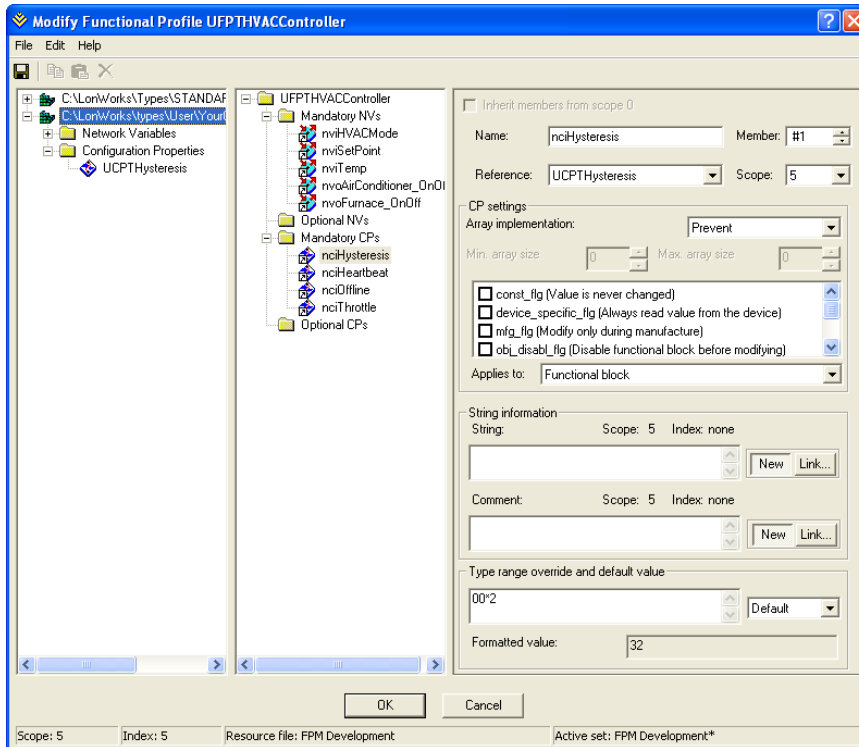 Modify Functional Profile UFPTHVACController
File Edit Help
C:\LonWorks\Types\STANDAF
C:\LonWorks\types\User\Your
Network Variables
Configuration Properties
UCPTHysteresis
UFPTHVACController
Mandatory NVs
nviHVACMode
nviSetPoint
nviTemp
nvoAirConditioner_OnOf
nvoFurnace_OnOff
Optional NVs
Mandatory CPs
nciHysteresis
nciHeartbeat
nciOffline
nciThrottle
Optional CPs
Inherit members from scope 0
Name: nciHysteresis Member: #1
Reference: UCPTHysteresis Scope: 5
CP settings
Array implementation: Prevent
Min. array size 0 Max. array size 0
const_flg (Value is never changed)
device_specific_flg (Always read value from the device)
mfg_flg (Modify only during manufacture)
obj_disabl_flg (Disable functional block before modifying)
Applies to: Functional block
String information
String: Scope: 5 Index: none
New Link...
Comment: Scope: 5 Index: none
New Link...
Type range override and default value
00*2
Default
Formatted value: 32
OK Cancel
Scope: 5 Index: 5 Resource file: FPM Development Active set: FPM Development*